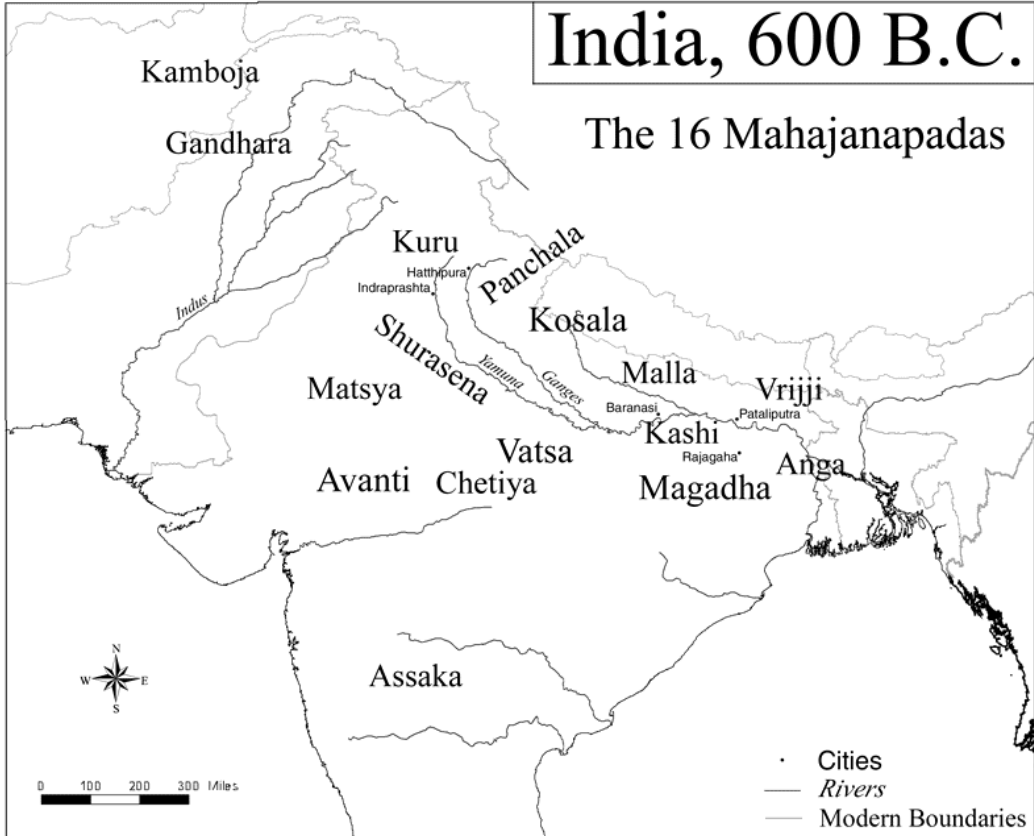 India, 600 B.C.
The 16 Mahajanapadas
Kamboja
Gandhara
Kuru
Panchala
Hatthipura
Indraprashta
Indus
Kosala
Shurasena
Yamuna
Ganges
Malla
Matsya
Vrijji
Baranasi
Pataliputra
Kashi
Vatsa
Rajagaha
Anga
Avanti
Chetiya
Magadha
N
W E
S
Assaka
Cities
Rivers
Modern Boundaries
0 100 200 300 Miles